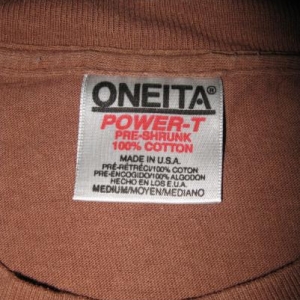 ONEITA®
POWER-T
PRE-SHRUNK
100% COTTON
MADE IN U.S.A.
PRÉ-RÉTRÉCI/100% COTON
PRE-ENCOGIDO/100% ALGODON
HECHO EN LOS E.U.A.
MEDIUM/MOYEN/MEDIANO